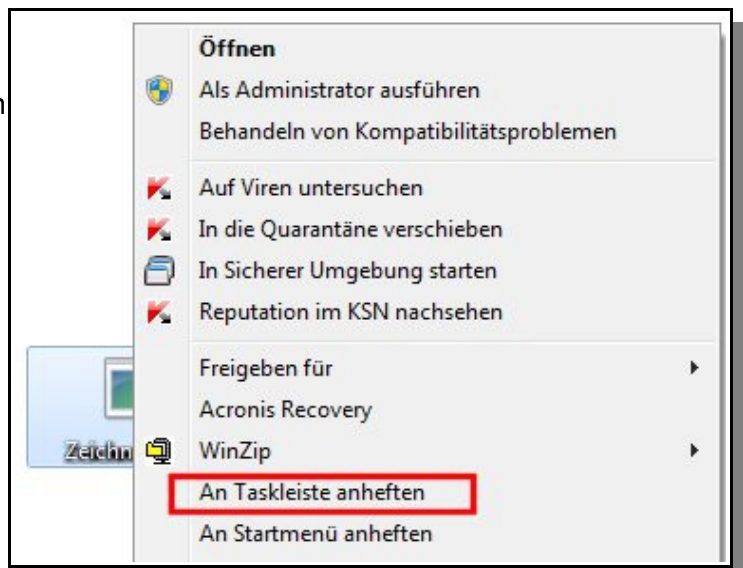 Öffnen
Als Administrator ausführen
Behandeln von Kompatibilitätsproblemen
Auf Viren untersuchen
In die Quarantäne verschieben
In Sicherer Umgebung starten
Reputation im KSN nachsehen
Freigeben für
Acronis Recovery
WinZip
An Taskleiste anheften
An Startmenü anheften